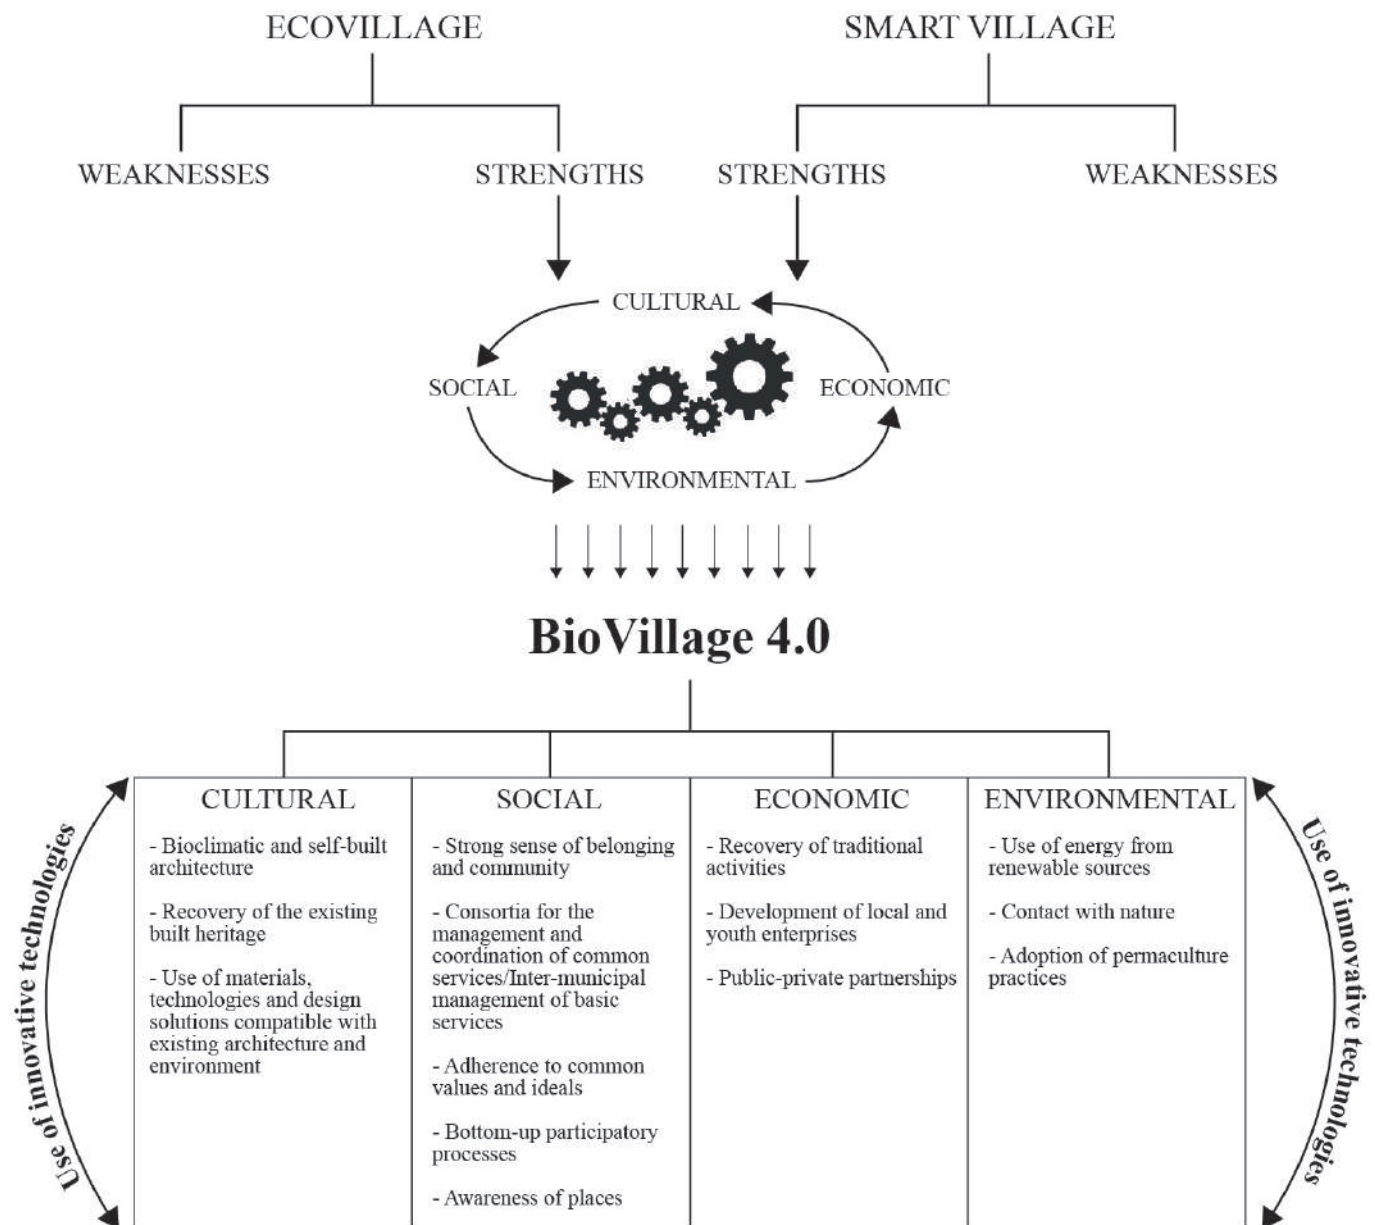 ECOVILLAGE
SMART VILLAGE
WEAKNESSES
STRENGTHS
STRENGTHS
WEAKNESSES
CULTURAL
SOCIAL
ECONOMIC
ENVIRONMENTAL
BioVillage 4.0
Use of innovative technologies
CULTURAL
- Bioclimatic and self-built
architecture
- Recovery of the existing
built heritage
- Use of materials,
technologies and design
solutions compatible with
existing architecture and
environment
SOCIAL
- Strong sense of belonging
and community
- Consortia for the
management and
coordination of common
services/Inter-municipal
management of basic
services
- Adherence to common
values and ideals
- Bottom-up participatory
processes
- Awareness of places
ECONOMIC
- Recovery of traditional
activities
- Development of local and
youth enterprises
- Public-private partnerships
ENVIRONMENTAL
- Use of energy from
renewable sources
- Contact with nature
- Adoption of permaculture
practices
Use of innovative technologies